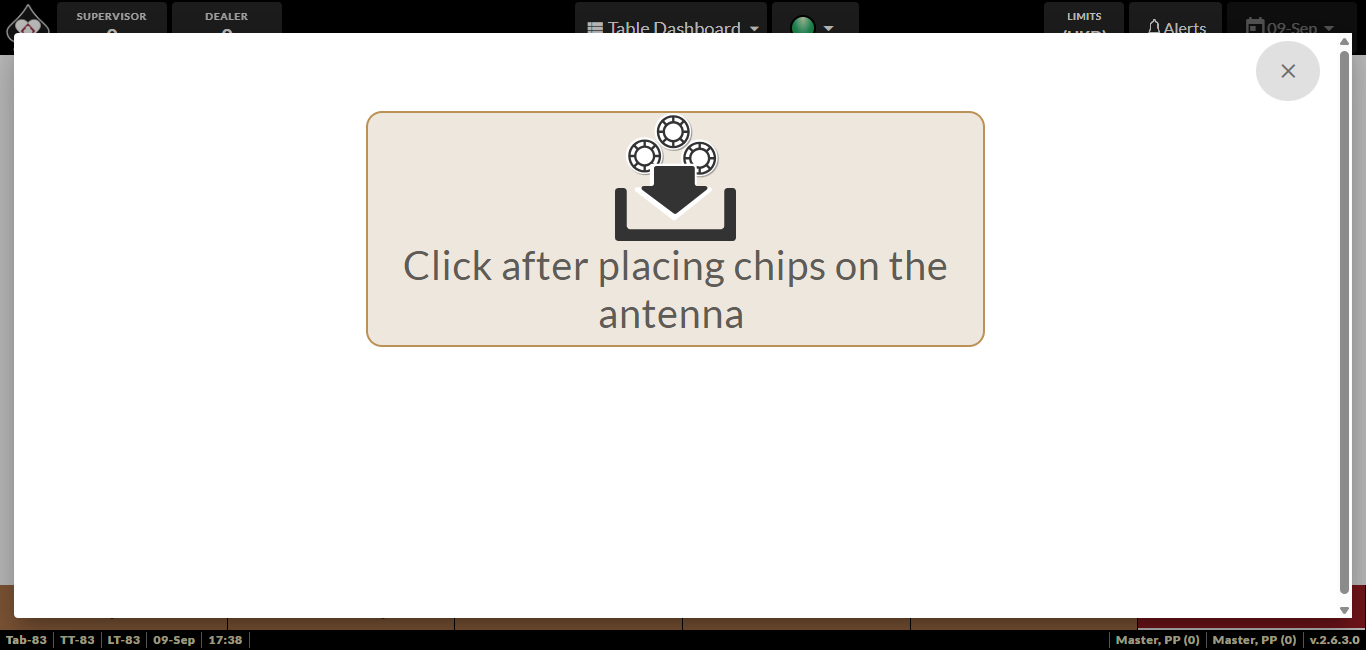 SUPERVISOR
DEALER
Table Dashboard
LIMITS
Alerts
09-Sep
Click after placing chips on the
antenna
Tab-83
TT-83
LT-83
09-Sep
17:38
Master, PP (0)
Master, PP (0)
v.2.6.3.0